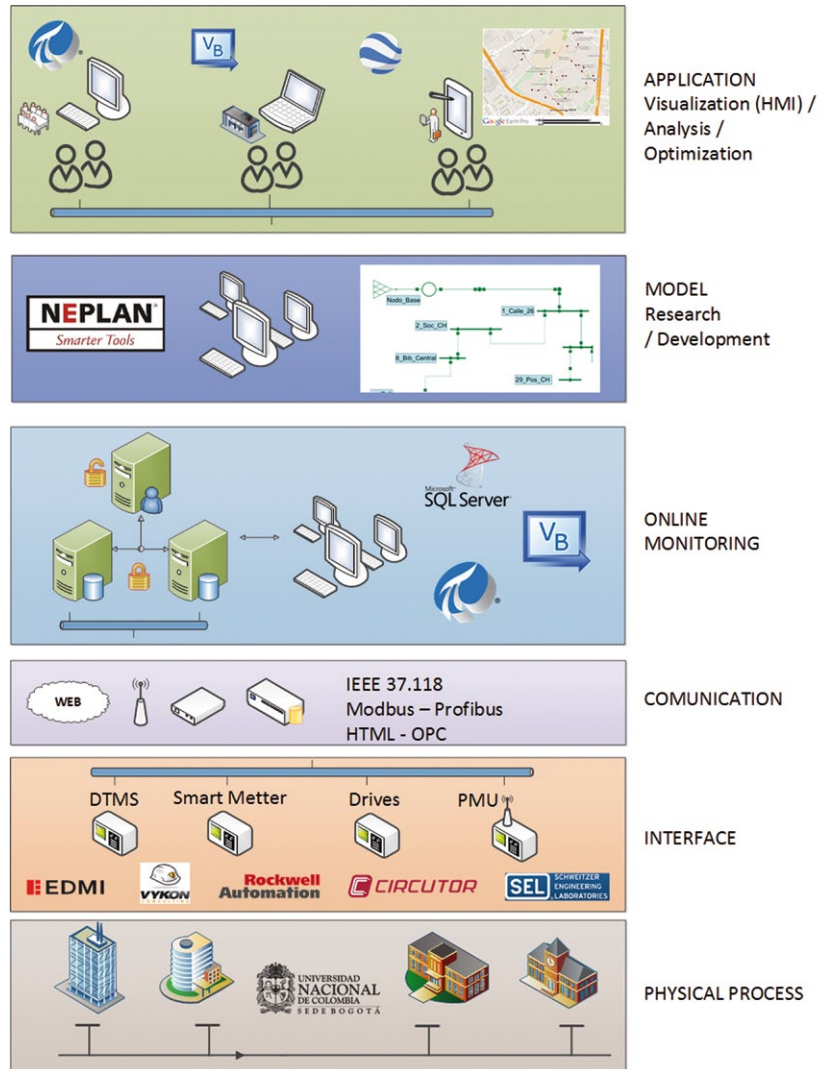 VB
Google Earth Pro
APPLICATION
Visualization (HMI) /
Analysis /
Optimization
NEPLAN®
Smarter Tools
Nodo_Base
1_Calle_26
2_Soc_CH
8_Bib_Central
29_Pos_CH
MODEL
Research
/ Development
Microsoft®
SQL Server®
VB
®
ONLINE
MONITORING
WEB
IEEE 37.118
Modbus – Profibus
HTML - OPC
COMUNICATION
DTMS
Smart Metter
Drives
PMU
EDMI
VYKON
Rockwell
Automation
CIRCUTOR
SEL
SCHWEITZER
ENGINEERING
LABORATORIES
INTERFACE
UNIVERSIDAD
NACIONAL
DE COLOMBIA
SEDE BOGOTÁ
PHYSICAL PROCESS